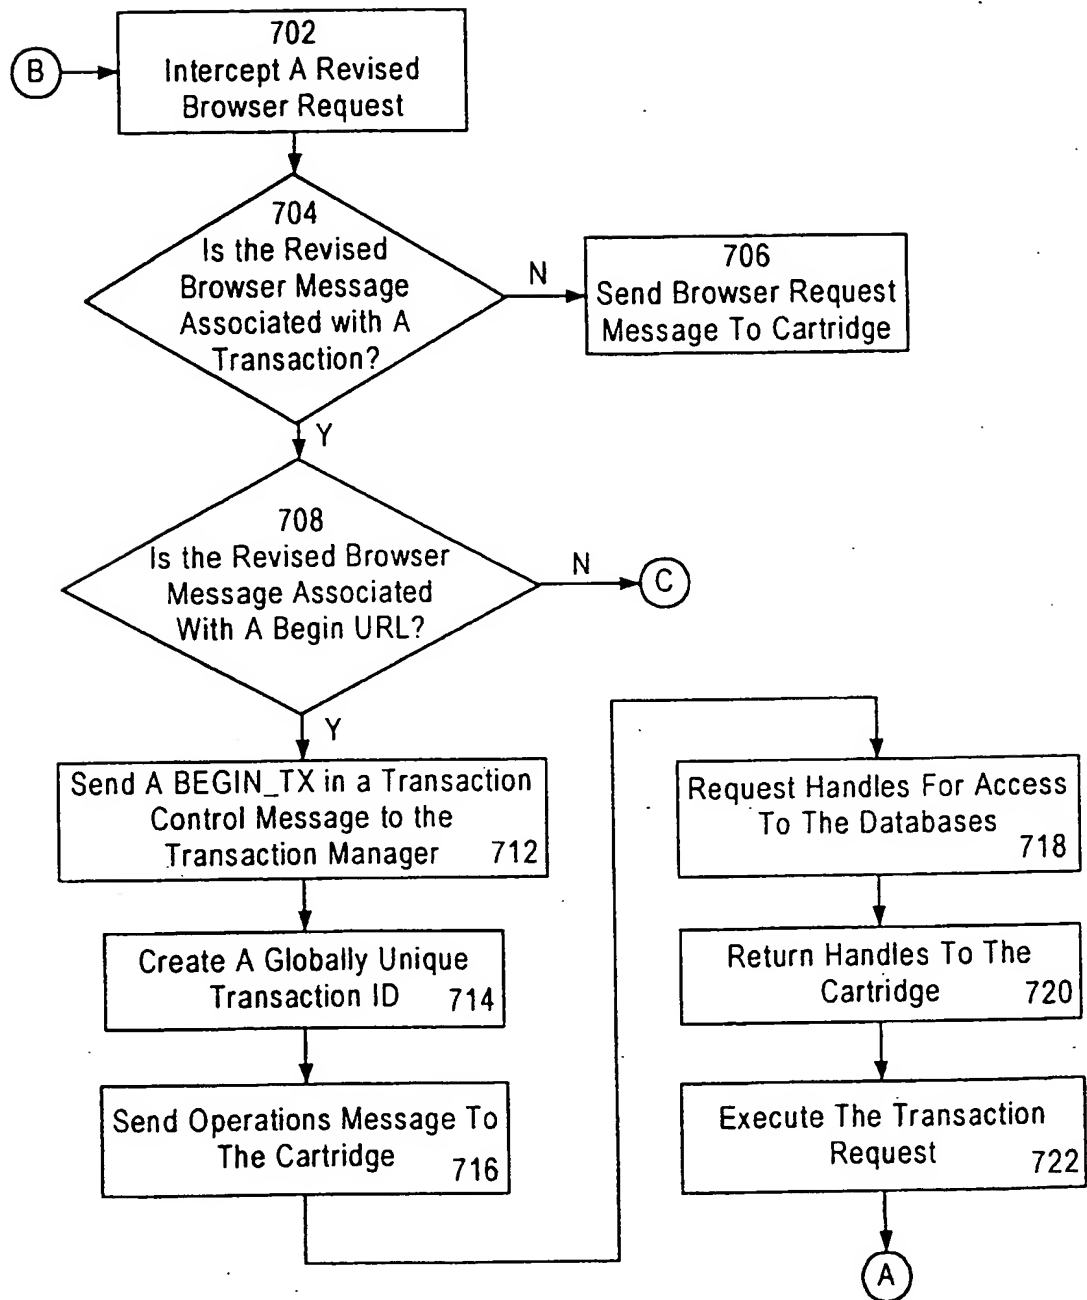 B
702
Intercept A Revised
Browser Request
704
Is the Revised
Browser Message
Associated with A
Transaction?
N
706
Send Browser Request
Message To Cartridge
Y
708
Is the Revised Browser
Message Associated
With A Begin URL?
N
C
Y
Send A BEGIN_TX in a Transaction
Control Message to the
Transaction Manager 712
Create A Globally Unique
Transaction ID 714
Send Operations Message To
The Cartridge 716
Request Handles For Access
To The Databases
718
Return Handles To The
Cartridge 720
Execute The Transaction
Request 722
A